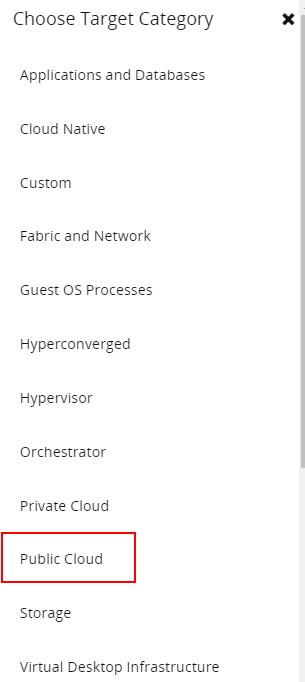 Choose Target Category
Applications and Databases
Cloud Native
Custom
Fabric and Network
Guest OS Processes
Hyperconverged
Hypervisor
Orchestrator
Private Cloud
Public Cloud
Storage
Virtual Desktop Infrastructure